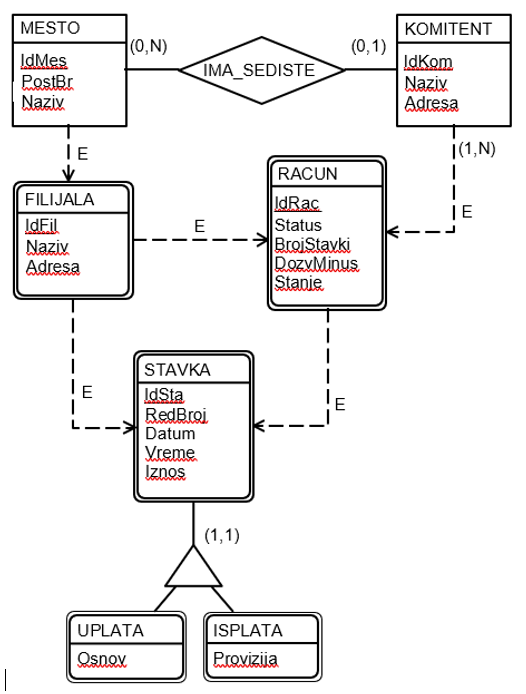 MESTO
IdMes
PostBr
Naziv
(0,N)
IMA_SEDISTE
(0,1)
KOMITENT
IdKom
Naziv
Adresa
E
(1,N)
E
FILIJALA
IdFil
Naziv
Adresa
E
RACUN
IdRac
Status
BrojStavki
DozvMinus
Stanje
E
E
STAVKA
IdSta
RedBroj
Datum
Vreme
Iznos
(1,1)
UPLATA
Osnov
ISPLATA
Provizija